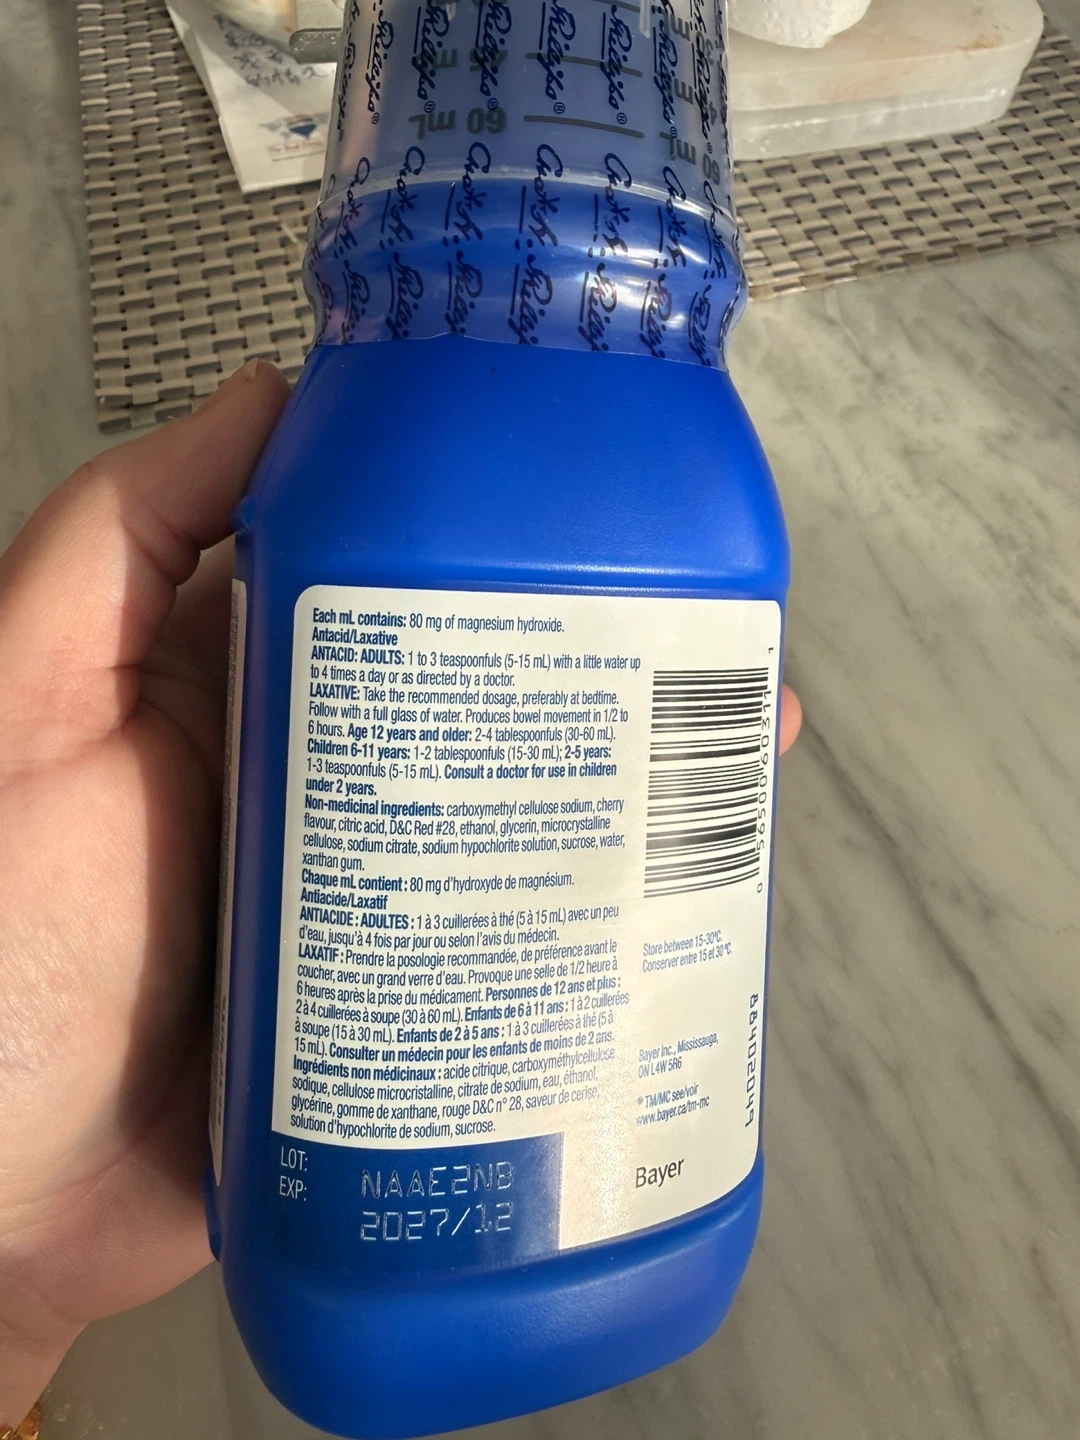 60 mL
60 mL
Each mL contains: 80 mg of magnesium hydroxide.
Antacid/Laxative
ANTACID: ADULTS: 1 to 3 teaspoonfuls (5-15 mL) with a little water up
to 4 times a day or as directed by a doctor.
LAXATIVE: Take the recommended dosage, preferably at bedtime.
Follow with a full glass of water. Produces bowel movement in 1/2 to
6 hours. Age 12 years and older: 2-4 tablespoonfuls (30-60 mL).
Children 6-11 years: 1-2 tablespoonfuls (15-30 mL); 2-5 years:
1-3 teaspoonfuls (5-15 mL). Consult a doctor for use in children
under 2 years.
Non-medicinal ingredients: carboxymethyl cellulose sodium, cherry
flavour, citric acid, D&C Red #28, ethanol, glycerin, microcrystalline
cellulose, sodium citrate, sodium hypochlorite solution, sucrose, water,
xanthan gum.
Chaque mL contient : 80 mg d'hydroxyde de magnésium.
Antiacide/Laxatif
ANTIACIDE : ADULTES : 1 à 3 cuillerées à thé (5 à 15 mL) avec un peu
d'eau, jusqu'à 4 fois par jour ou selon l'avis du médecin.
LAXATIF : Prendre la posologie recommandée, de préférence avant le
coucher, avec un grand verre d'eau. Provoque une selle de 1/2 heure à
6 heures après la prise du médicament. Personnes de 12 ans et plus :
2 à 4 cuillerées à soupe (30 à 60 mL). Enfants de 6 à 11 ans : 1 à 2 cuillerées
à soupe (15 à 30 mL). Enfants de 2 à 5 ans : 1 à 3 cuillerées à thé (5 à
15 mL). Consulter un médecin pour les enfants de moins de 2 ans.
Ingrédients non médicinaux : acide citrique, carboxyméthylcellulose
sodique, cellulose microcristalline, citrate de sodium, eau, éthanol,
glycérine, gomme de xanthane, rouge D&C n° 28, saveur de cerise,
solution d'hypochlorite de sodium, sucrose.
0 56500 60311 1
Store between 15-30°C.
Conserver entre 15 et 30 °C.
Bayer Inc., Mississauga,
ON L4W 5R6
® TM/MC see/voir
www.bayer.ca/tm-mc
Bayer
LOT: NAAE2NB
EXP: 2027/12